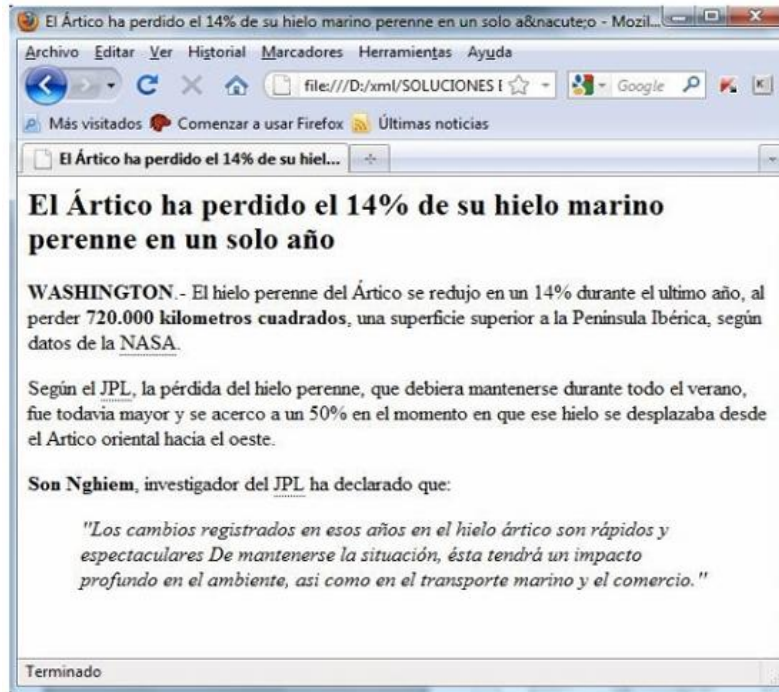 El Ártico ha perdido el 14% de su hielo marino perenne en un solo a&nacute;o - Mozil...
Archivo Editar Ver Historial Marcadores Herramientas Ayuda
file:///D:/xml/SOLUCIONES E
Google
K
Más visitados Comenzar a usar Firefox Últimas noticias
El Ártico ha perdido el 14% de su hiel...
El Ártico ha perdido el 14% de su hielo marino
perenne en un solo año
WASHINGTON.- El hielo perenne del Ártico se redujo en un 14% durante el ultimo año, al
perder 720.000 kilometros cuadrados, una superficie superior a la Península Ibérica, según
datos de la NASA.
Según el JPL, la pérdida del hielo perenne, que debiera mantenerse durante todo el verano,
fue todavia mayor y se acerco a un 50% en el momento en que ese hielo se desplazaba desde
el Artico oriental hacia el oeste.
Son Nghiem, investigador del JPL ha declarado que:
"Los cambios registrados en esos años en el hielo ártico son rápidos y
espectaculares De mantenerse la situación, ésta tendrá un impacto
profundo en el ambiente, asi como en el transporte marino y el comercio."
Terminado